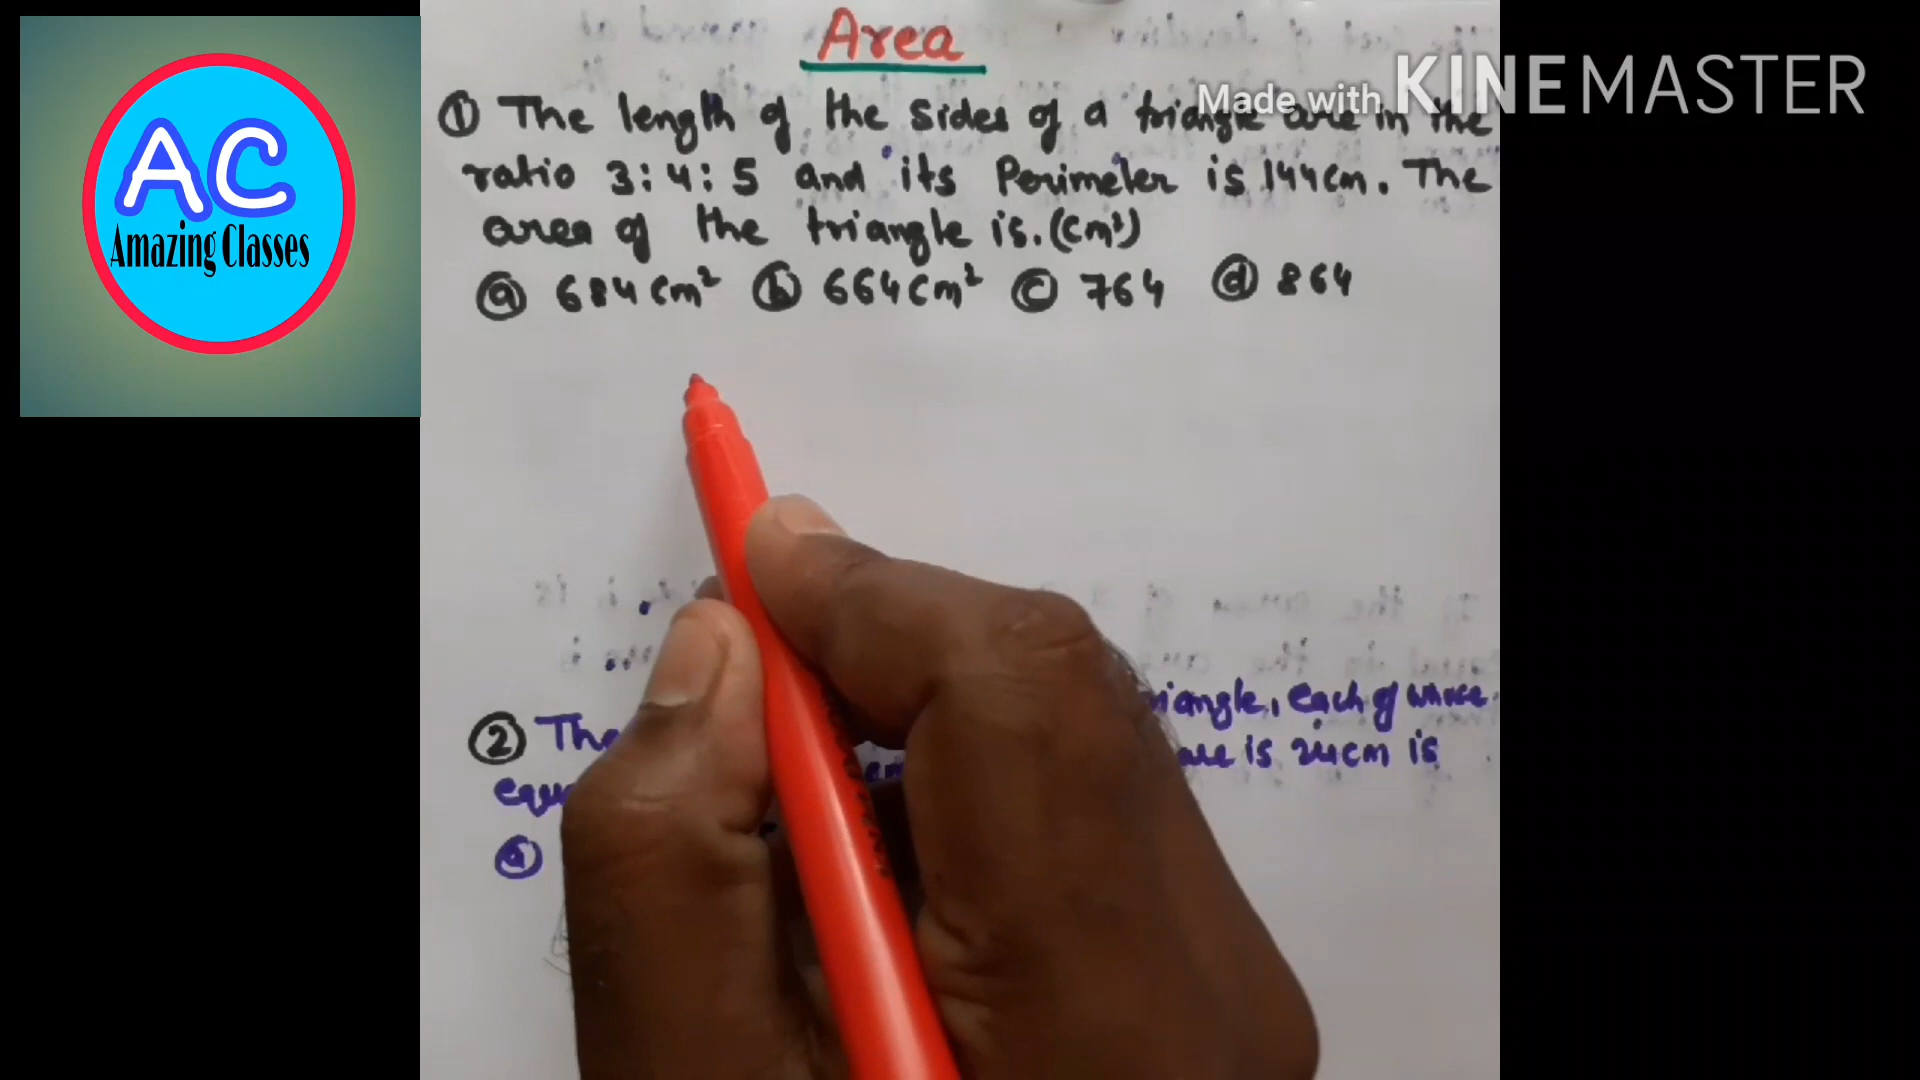 AC
Amazing Classes
Made with KINEMASTER
Area
① The length of the sides of a triangle are in the
ratio 3:4:5 and its Perimeter is 144cm. The
area of the triangle is. (cm²)
ⓐ 684 cm² ⓑ 664 cm² ⓒ 764 ⓓ 864
② The triangle, each of whose
equ are is 24cm is
ⓐ